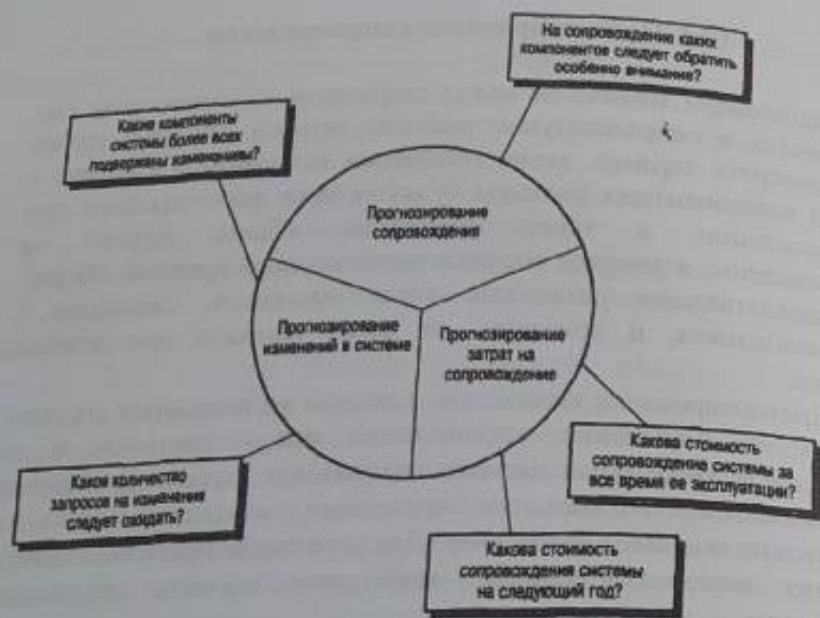 На сопровождение каких
компонентов следует обратить
особенно внимание?
Какие компоненты
системы более всех
подвержены изменениям?
Прогнозирование
сопровождения
Прогнозирование
изменений в системе
Прогнозирование
затрат на
сопровождение
Какова стоимость
сопровождение системы за
все время ее эксплуатации?
Какое количество
запросов на изменения
следует ожидать?
Какова стоимость
сопровождения системы
на следующий год?